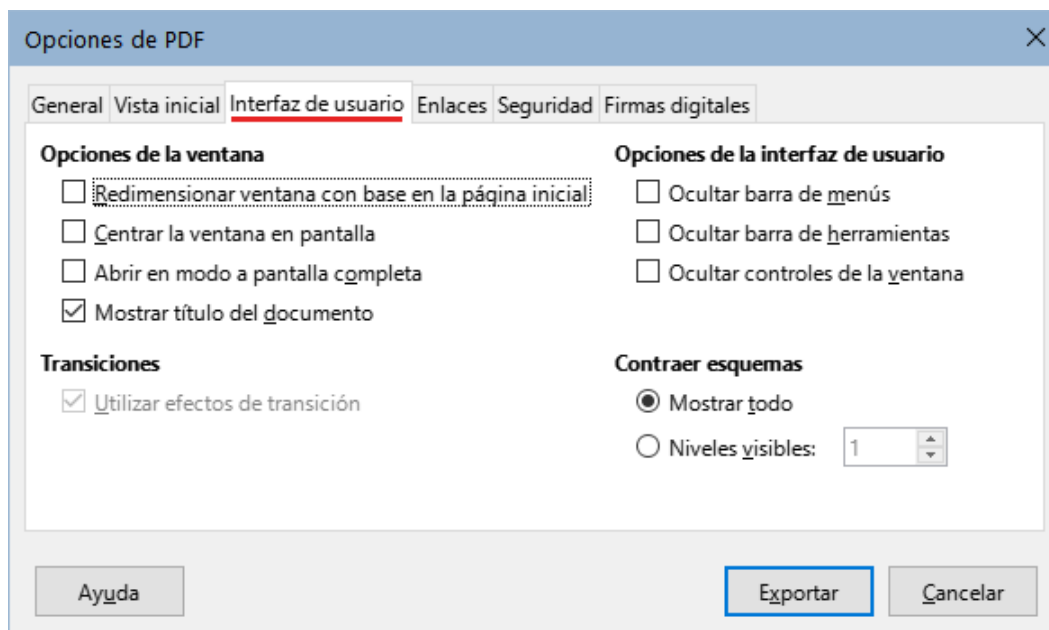 Opciones de PDF
General Vista inicial Interfaz de usuario Enlaces Seguridad Firmas digitales
Opciones de la ventana
Redimensionar ventana con base en la página inicial
Centrar la ventana en pantalla
Abrir en modo a pantalla completa
Mostrar título del documento
Transiciones
Utilizar efectos de transición
Opciones de la interfaz de usuario
Ocultar barra de menús
Ocultar barra de herramientas
Ocultar controles de la ventana
Contraer esquemas
Mostrar todo
Niveles visibles: 1
Ayuda Exportar Cancelar